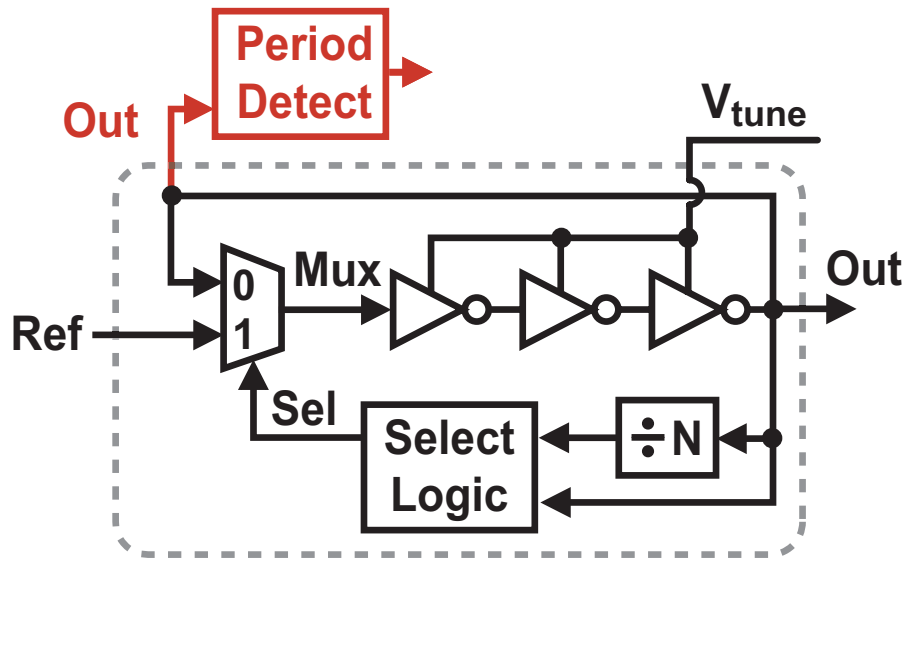 Period
Detect
Out
Vtune
Mux
Out
0
1
Ref
Sel
Select
Logic
÷ N